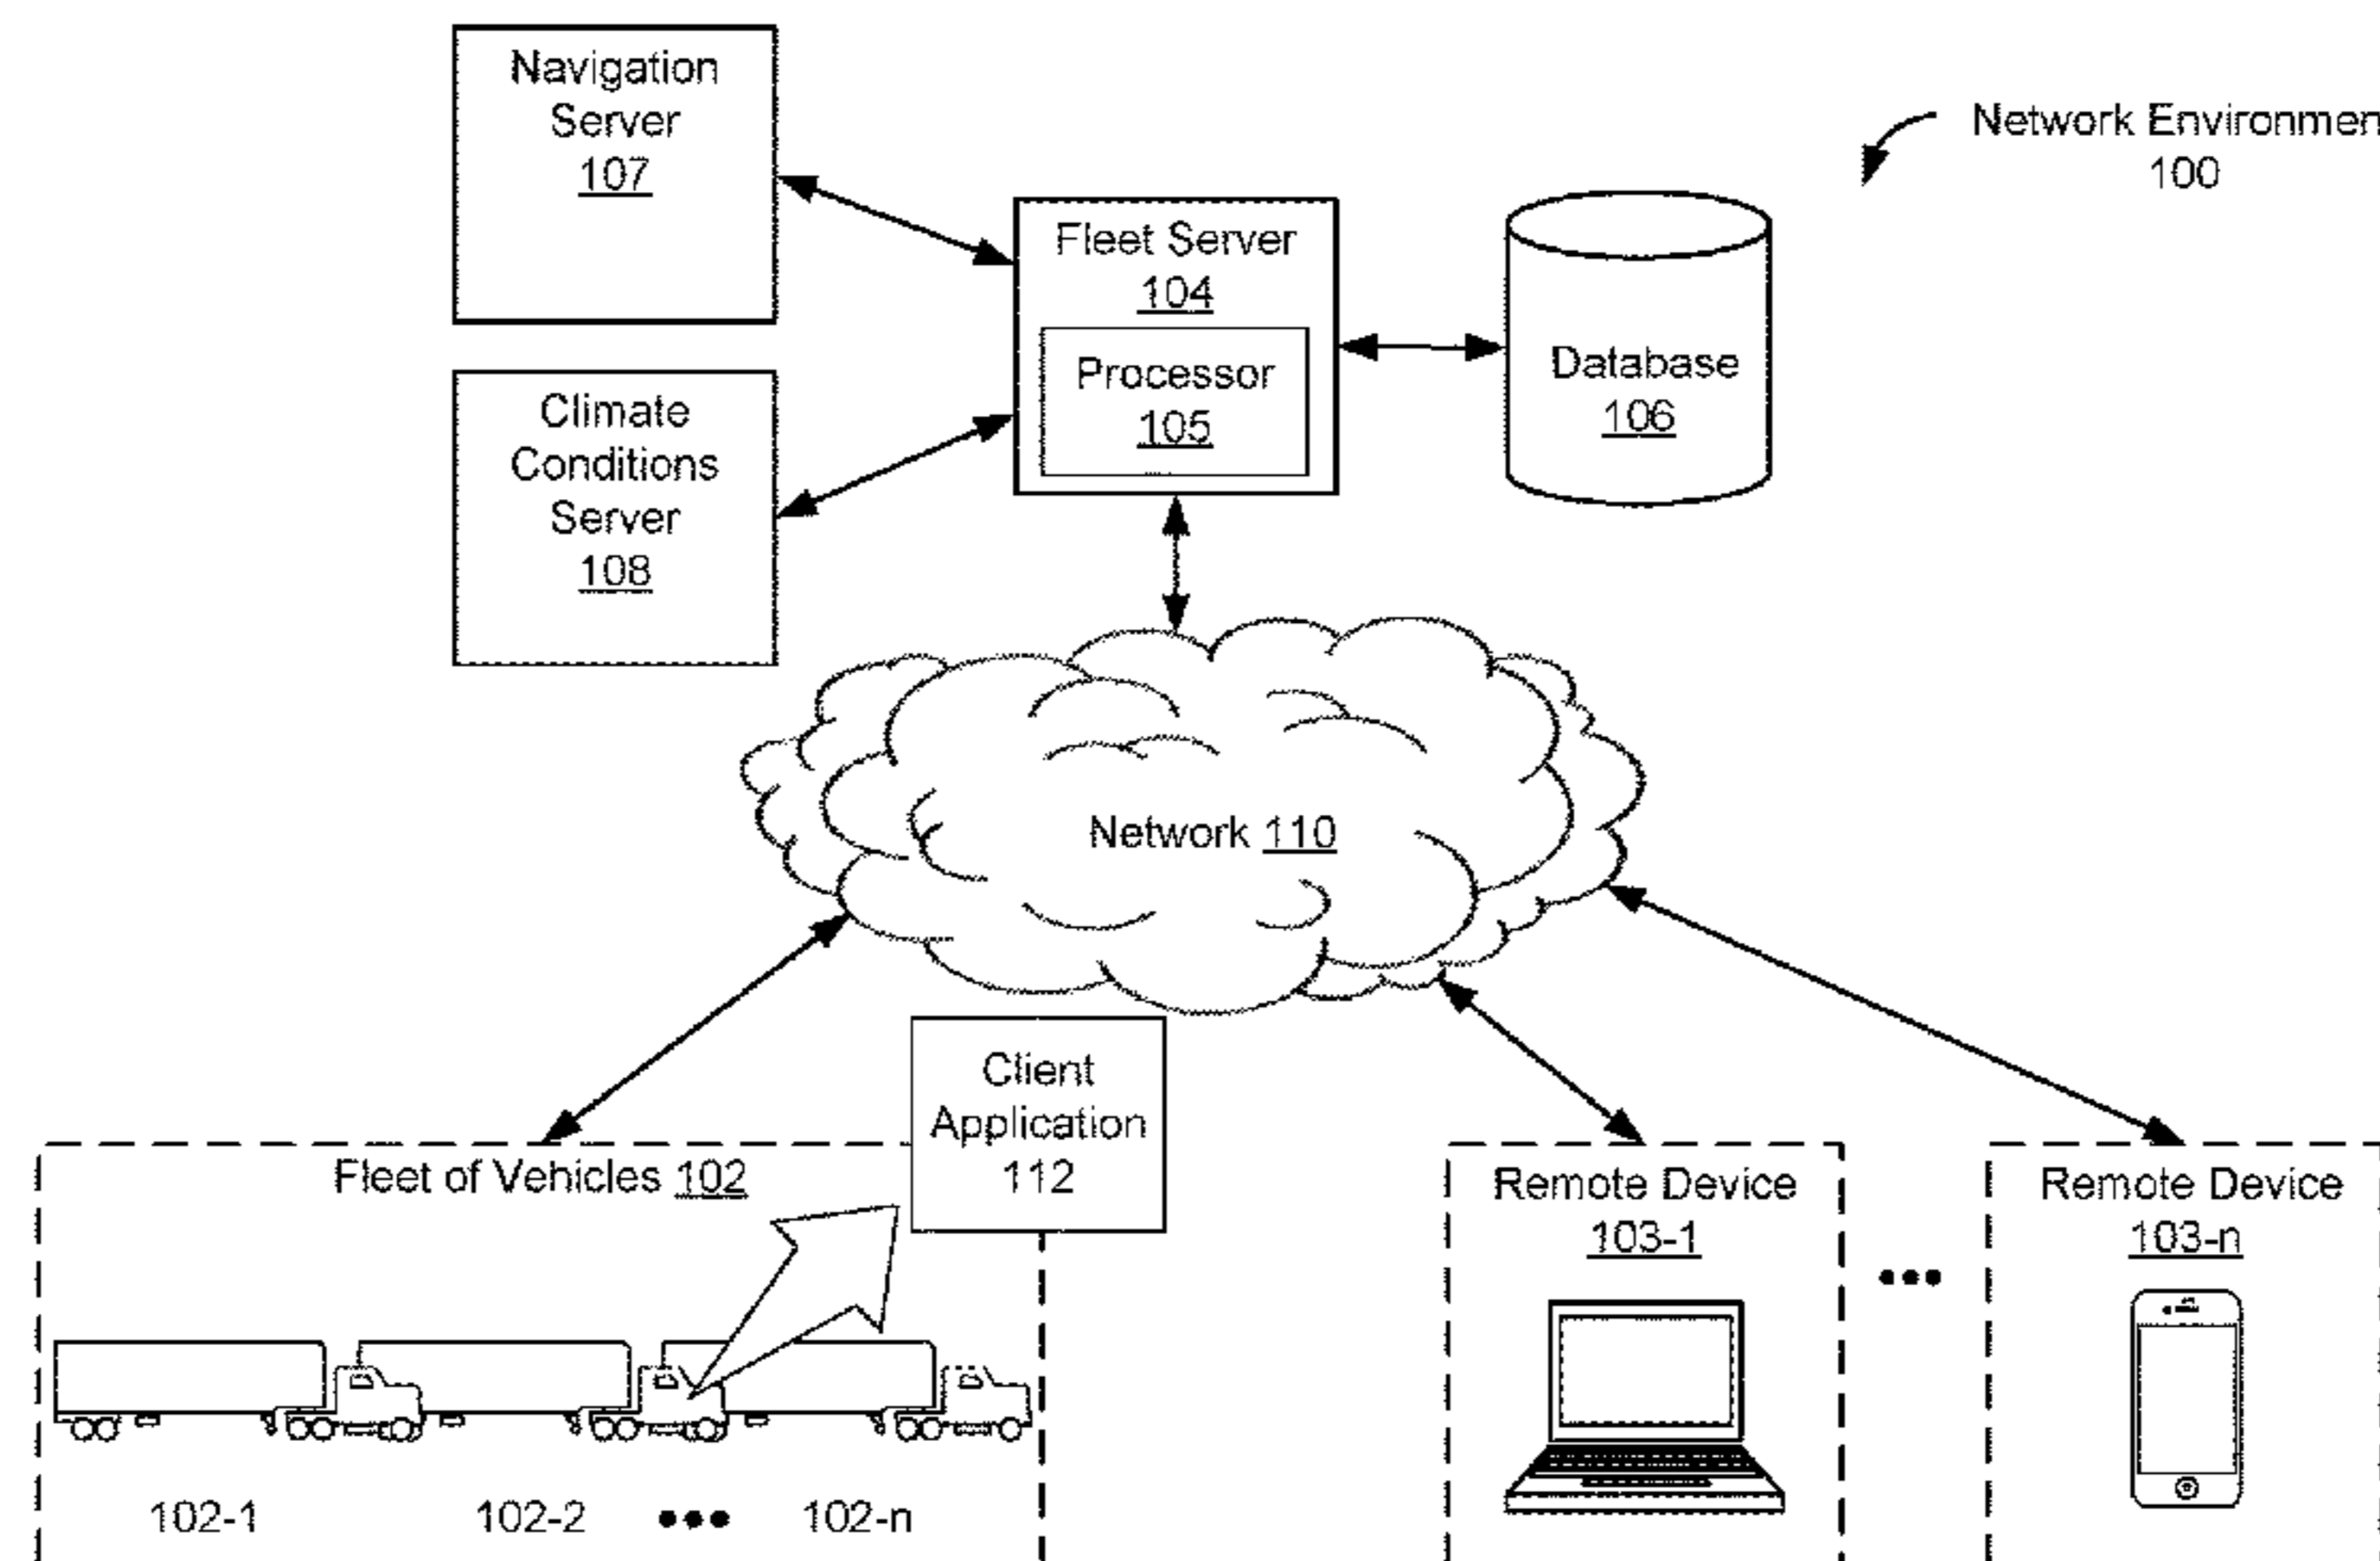 Navigation
Server
107
Network Environmen
100
Fleet Server
104
Processor
105
Database
106
Climate
Conditions
Server
108
Network 110
Client
Application
112
Fleet of Vehicles 102
Remote Device
103-1
Remote Device
103-n
102-1
102-2
102-n